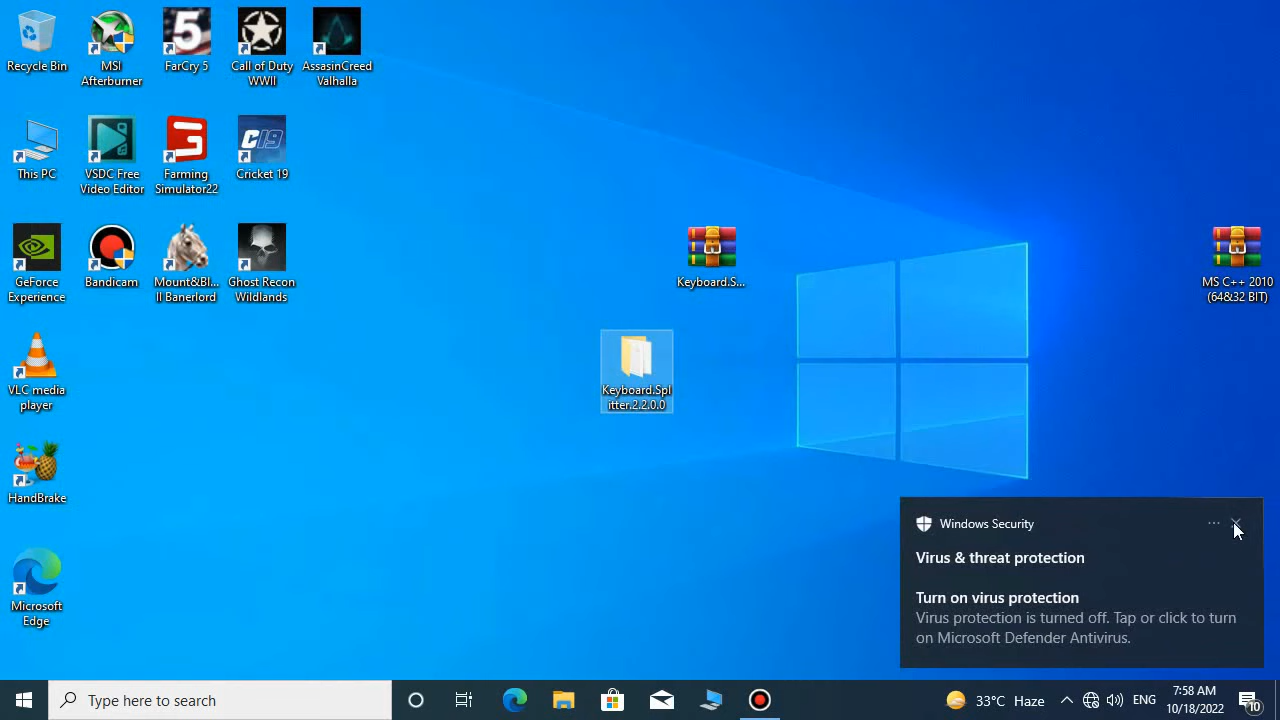 Recycle Bin
MSI
Afterburner
FarCry 5
Call of Duty
WWII
AssasinCreed
Valhalla
This PC
VSDC Free
Video Editor
Farming
Simulator22
Cricket 19
GeForce
Experience
Bandicam
Mount&Bl...
II Banerlord
Ghost Recon
Wildlands
VLC media
player
HandBrake
Microsoft
Edge
Keyboard.S...
Keyboard.Spl
itter.2.2.0.0
MS C++ 2010
(64&32 BIT)
Windows Security
Virus & threat protection
Turn on virus protection
Virus protection is turned off. Tap or click to turn
on Microsoft Defender Antivirus.
Type here to search
33°C Haze
ENG
7:58 AM
10/18/2022
10
5
C19